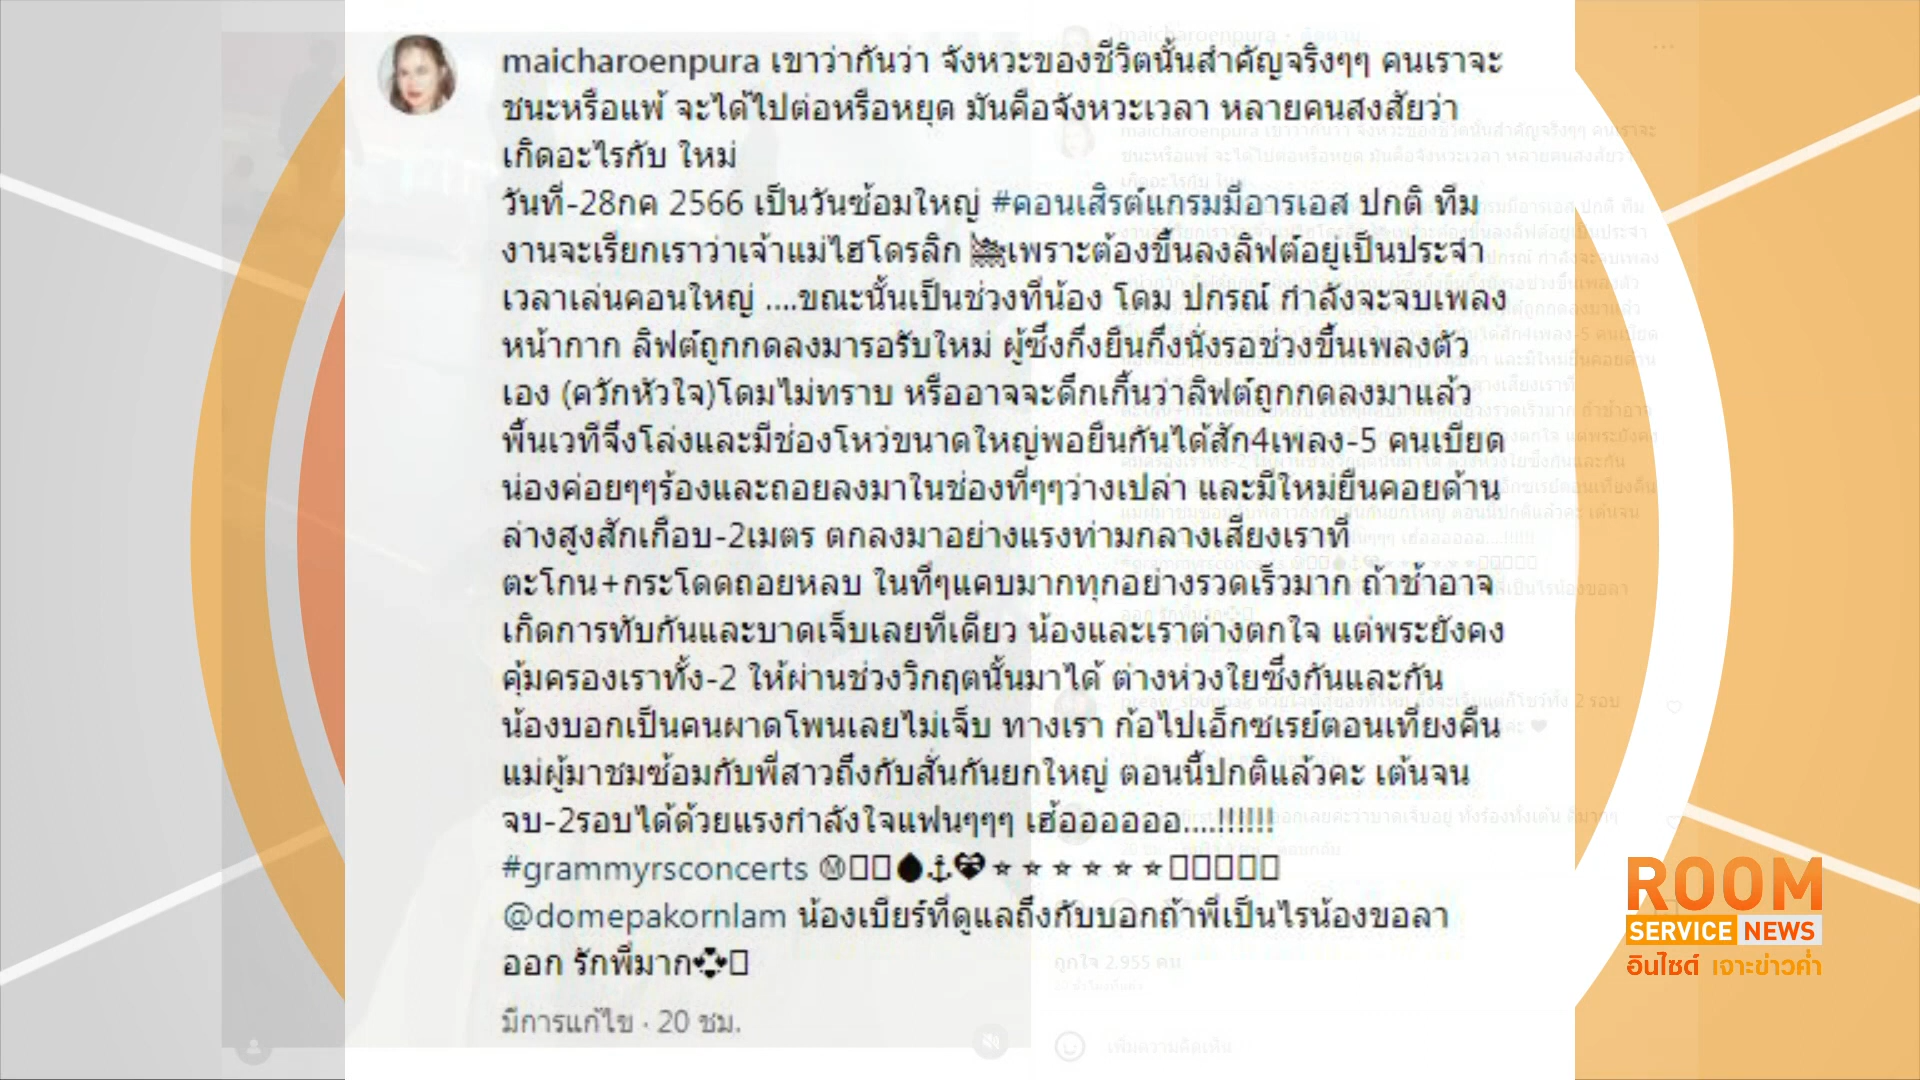 maicharoenpura เขาว่ากันว่า จังหวะของชีวิตนั้นสำคัญจริงๆๆ คนเราจะ
ชนะหรือแพ้ จะได้ไปต่อหรือหยุด มันคือจังหวะเวลา หลายคนสงสัยว่า
เกิดอะไรกับ ใหม่
วันที่-28กค 2566 เป็นวันซ้อมใหญ่ #คอนเสิร์ตแกรมมี่อาร์เอส ปกติ ทีม
งานจะเรียกเราว่าเจ้าแม่ไฮโดรลิก เพราะต้องขึ้นลงลิฟต์อยู่เป็นประจำ
เวลาเล่นคอนใหญ่ ....ขณะนั้นเป็นช่วงที่น้อง โดม ปกรณ์ กำลังจะจบเพลง
หน้ากาก ลิฟต์ถูกกดลงมารอรับใหม่ ผู้ซึ่งกึ่งยืนกึ่งนั่งรอช่วงขึ้นเพลงตัว
เอง (ควักหัวใจ)โดมไม่ทราบ หรืออาจจะดึกเกิ้นว่าลิฟต์ถูกกดลงมาแล้ว
พื้นเวทีจึงโล่งและมีช่องโหว่ขนาดใหญ่พอยืนกันได้สัก4เพลง-5 คนเบียด
น่องค่อยๆๆร้องและถอยลงมาในช่องที่ๆๆว่างเปล่า และมีใหม่ยืนคอยด้าน
ล่างสูงสักเกือบ-2เมตร ตกลงมาอย่างแรงท่ามกลางเสียงเราที่
ตะโกน+กระโดดถอยหลบ ในที่ๆแคบมากทุกอย่างรวดเร็วมาก ถ้าช้าอาจ
เกิดการทับกันและบาดเจ็บเลยทีเดียว น้องและเราต่างตกใจ แต่พระยังคง
คุ้มครองเราทั้ง-2 ให้ผ่านช่วงวิกฤตนั้นมาได้ ต่างห่วงใยซึ่งกันและกัน
น้องบอกเป็นคนผาดโพนเลยไม่เจ็บ ทางเรา ก้อไปเอ็กซเรย์ตอนเที่ยงคืน
แม่ผู้มาชมซ้อมกับพี่สาวถึงกับสั่นกันยกใหญ่ ตอนนี้ปกติแล้วคะ เต้นจน
จบ-2รอบได้ด้วยแรงกำลังใจแฟนๆๆๆ เฮ้ออออออ....!!!!!!
#grammyrsconcerts Ⓜ
@domepakornlam น้องเบียร์ที่ดูแลถึงกับบอกถ้าพี่เป็นไรน้องขอลา
ออก รักพี่มาก
มีการแก้ไข · 20 ชม.
ถูกใจ 2,955 คน
เพิ่มความคิดเห็น
ROOM
SERVICE NEWS
อินไซด์ เจาะข่าวค่ำ